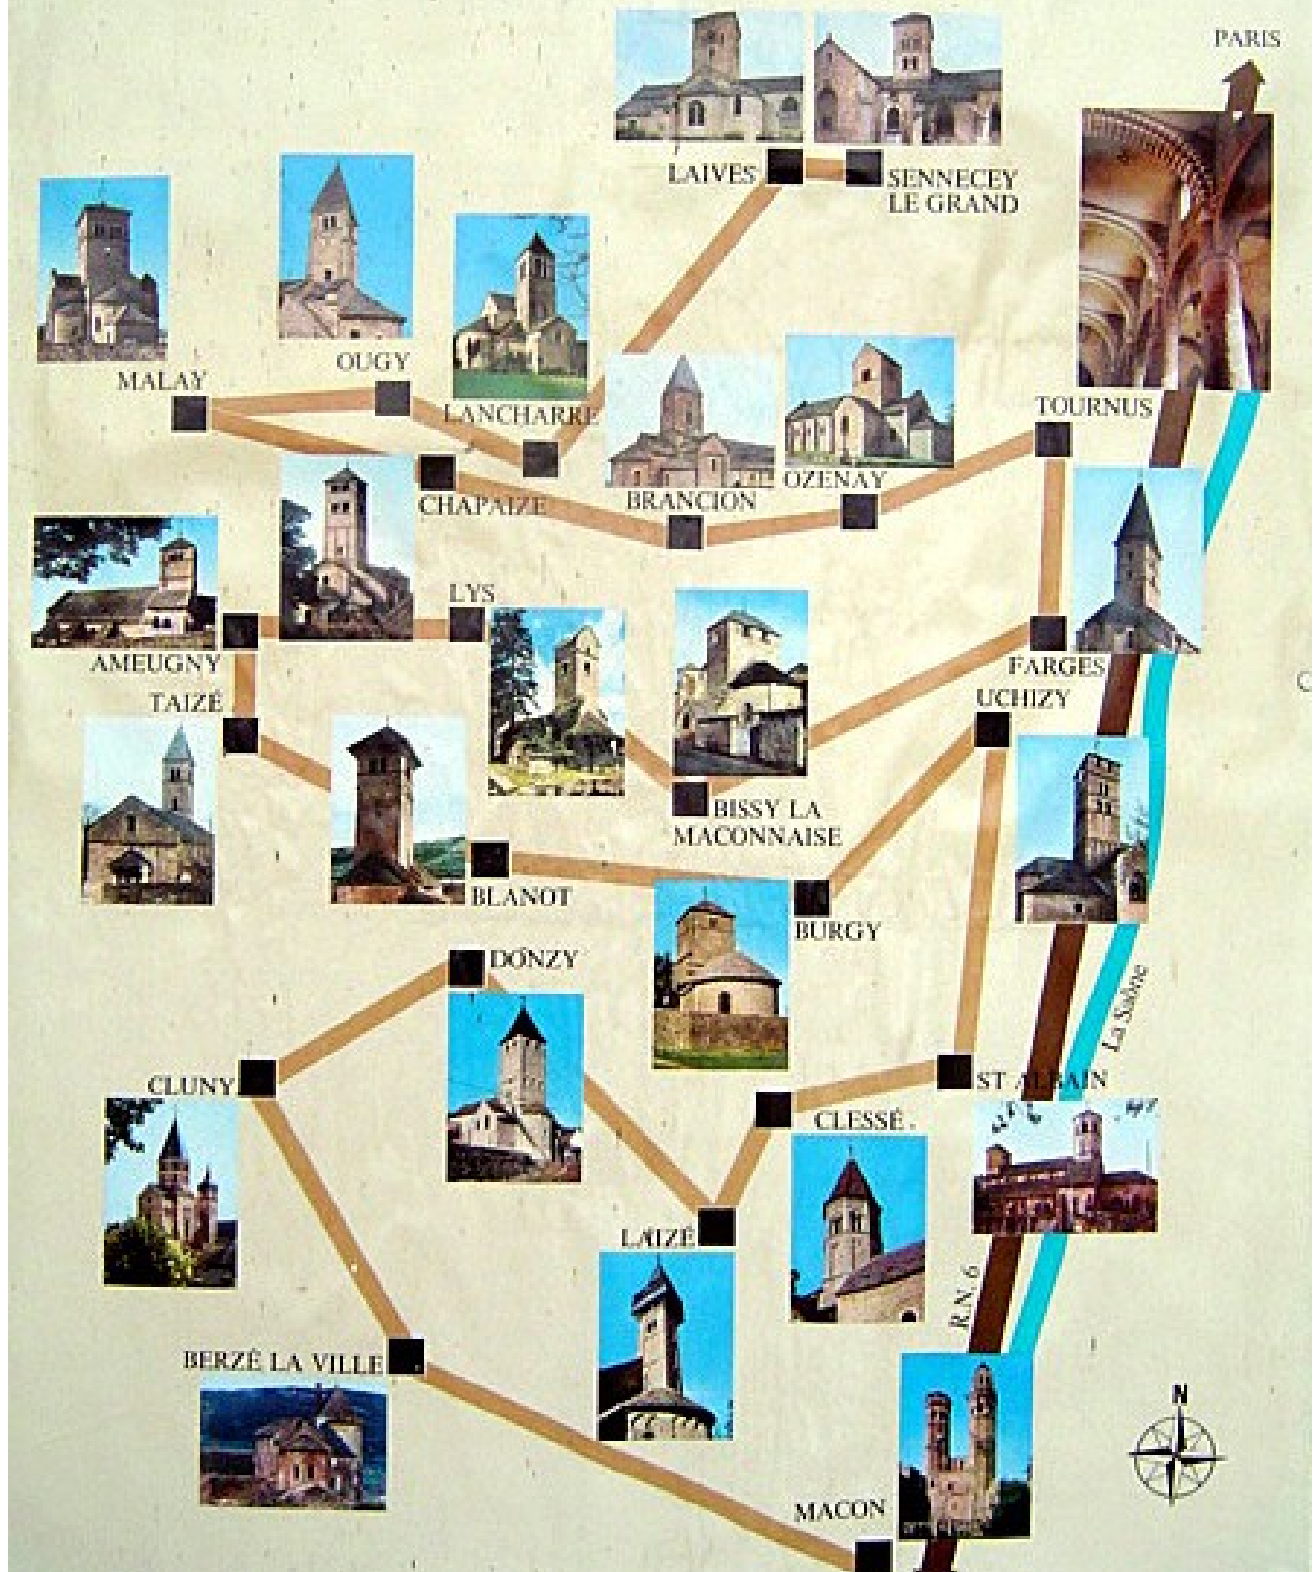 PARIS
LAIVES
SENNECEY
LE GRAND
OUGY
MALAY
LANCHARRE
TOURNUS
BRANCION
OZENAY
CHAPAIZE
LYS
AMEUGNY
FARGES
TAIZÉ
UCHIZY
BISSY LA
MACONNAISE
BLANOT
BURGY
DONZY
La Saône
CLUNY
ST ALBAIN
CLESSÉ
LAIZÉ
R.N. 6
BERZÉ LA VILLE
N
MACON